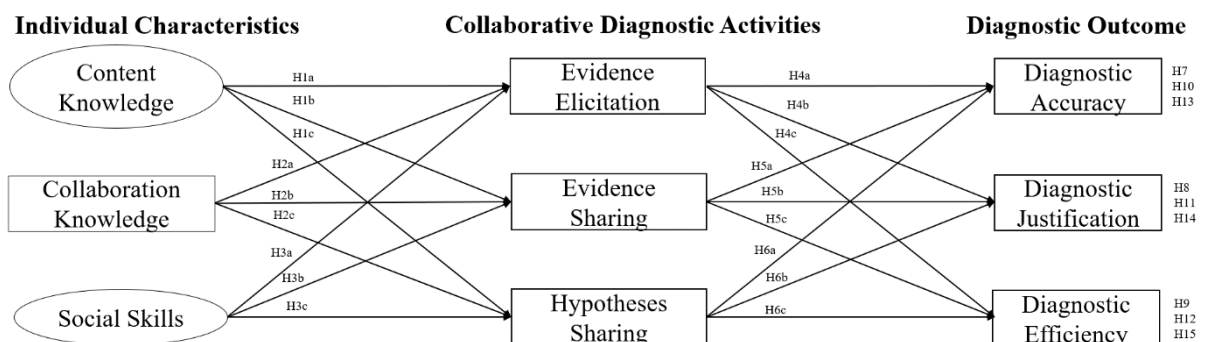 Individual Characteristics
Collaborative Diagnostic Activities
Diagnostic Outcome
Content
Knowledge
Collaboration
Knowledge
Social Skills
H1a
H1b
H1c
H2a
H2b
H2c
H3a
H3b
H3c
Evidence
Elicitation
Evidence
Sharing
Hypotheses
Sharing
H4a
H4b
H4c
H5a
H5b
H5c
H6a
H6b
H6c
Diagnostic
Accuracy
H7
H10
H13
Diagnostic
Justification
H8
H11
H14
Diagnostic
Efficiency
H9
H12
H15